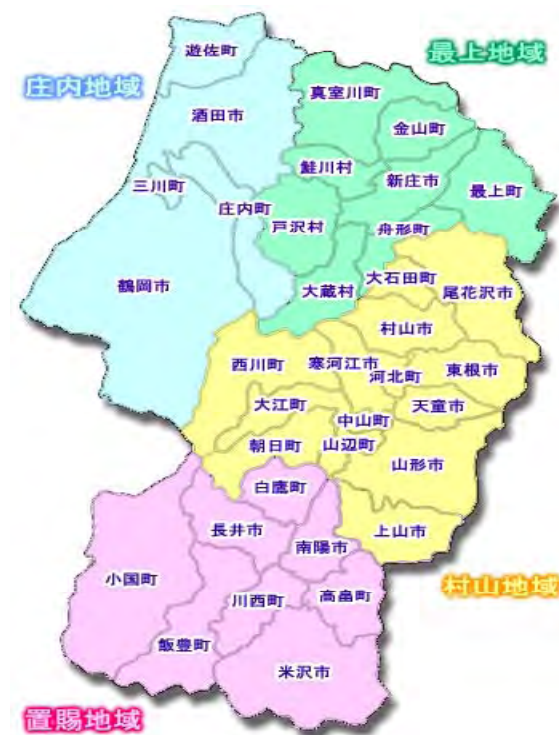 遊佐町
最上地域
庄内地域
真室川町
酒田市
金山町
鮭川村
三川町
新庄市
最上町
庄内町
戸沢村
舟形町
鶴岡市
大蔵村
大石田町
尾花沢市
村山市
西川町
寒河江市
河北町
東根市
大江町
天童市
中山町
朝日町
山辺町
山形市
白鷹町
長井市
上山市
南陽市
小国町
村山地域
川西町
高畠町
飯豊町
米沢市
置賜地域